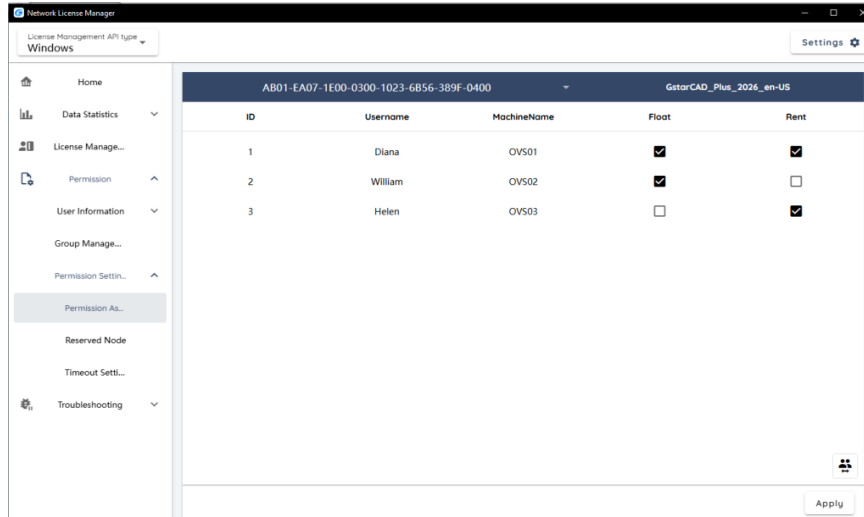 Network License Manager
License Management API type
Windows
Settings
Home
Data Statistics
License Manage...
Permission
User Information
Group Manage...
Permission Settin...
Permission As...
Reserved Node
Timeout Setti...
Troubleshooting
AB01-EA07-1E00-0300-1023-6B56-389F-0400 GstarCAD_Plus_2026_en-US
ID Username MachineName Float Rent
1 Diana OVS01
2 William OVS02
3 Helen OVS03
Apply